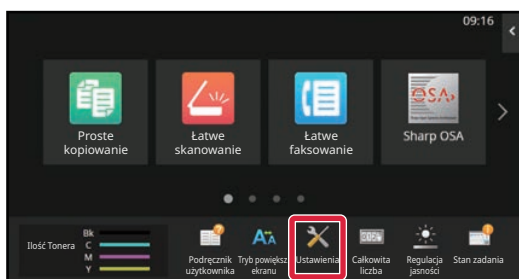 09:16
Proste
kopiowanie
Łatwe
skanowanie
Łatwe
faksowanie
OSA
Sharp OSA
Ilość Tonera
Bk
C
M
Y
Podręcznik
użytkownika
Tryb powiększ.
ekranu
Ustawienia
Całkowita
liczba
Regulacja
jasności
Stan zadania